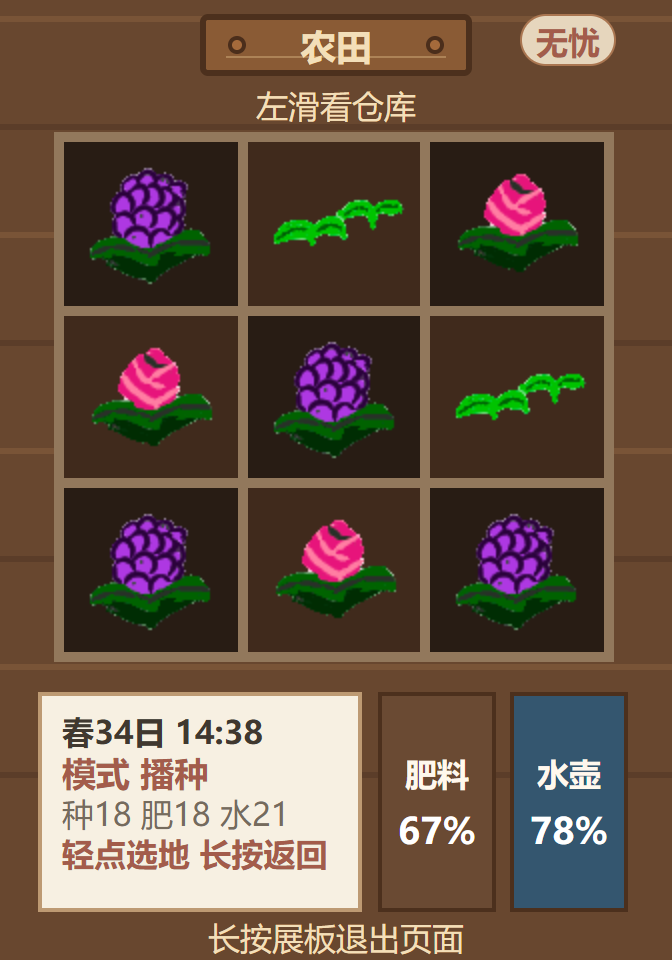 农田
无忧
左滑看仓库
春34日 14:38
模式 播种
种18 肥18 水21
轻点选地 长按返回
肥料
67%
水壶
78%
长按展板退出页面